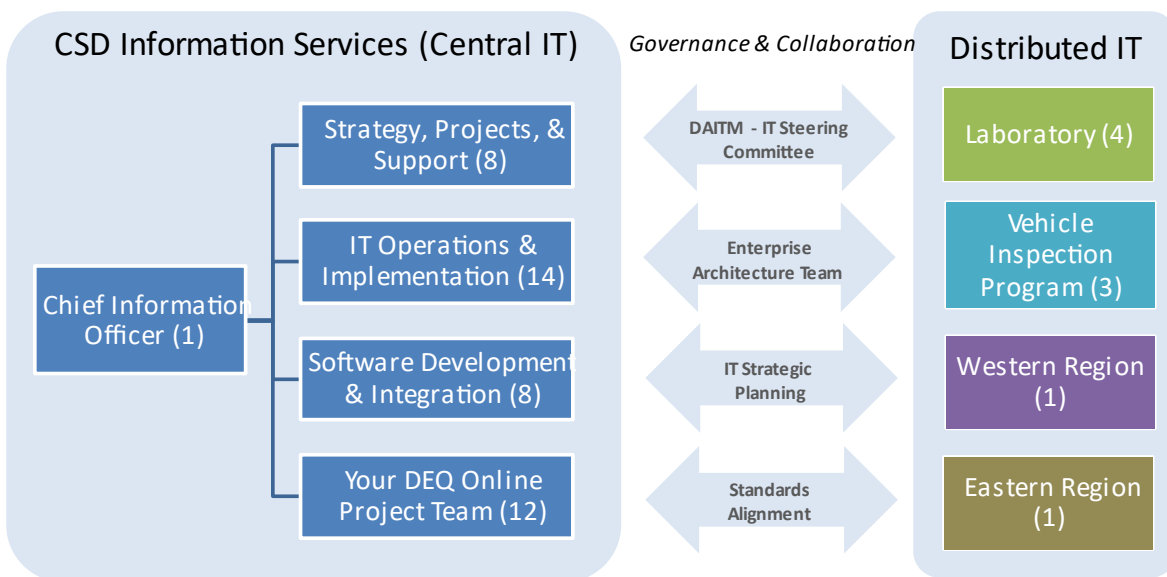 CSD Information Services (Central IT)
Strategy, Projects, &
Support (8)
IT Operations &
Implementation (14)
Chief Information
Officer (1)
Software Development
& Integration (8)
Your DEQ Online
Project Team (12)
Governance & Collaboration
DAITM - IT Steering
Committee
Enterprise
Architecture Team
IT Strategic
Planning
Standards
Alignment
Distributed IT
Laboratory (4)
Vehicle
Inspection
Program (3)
Western Region
(1)
Eastern Region
(1)